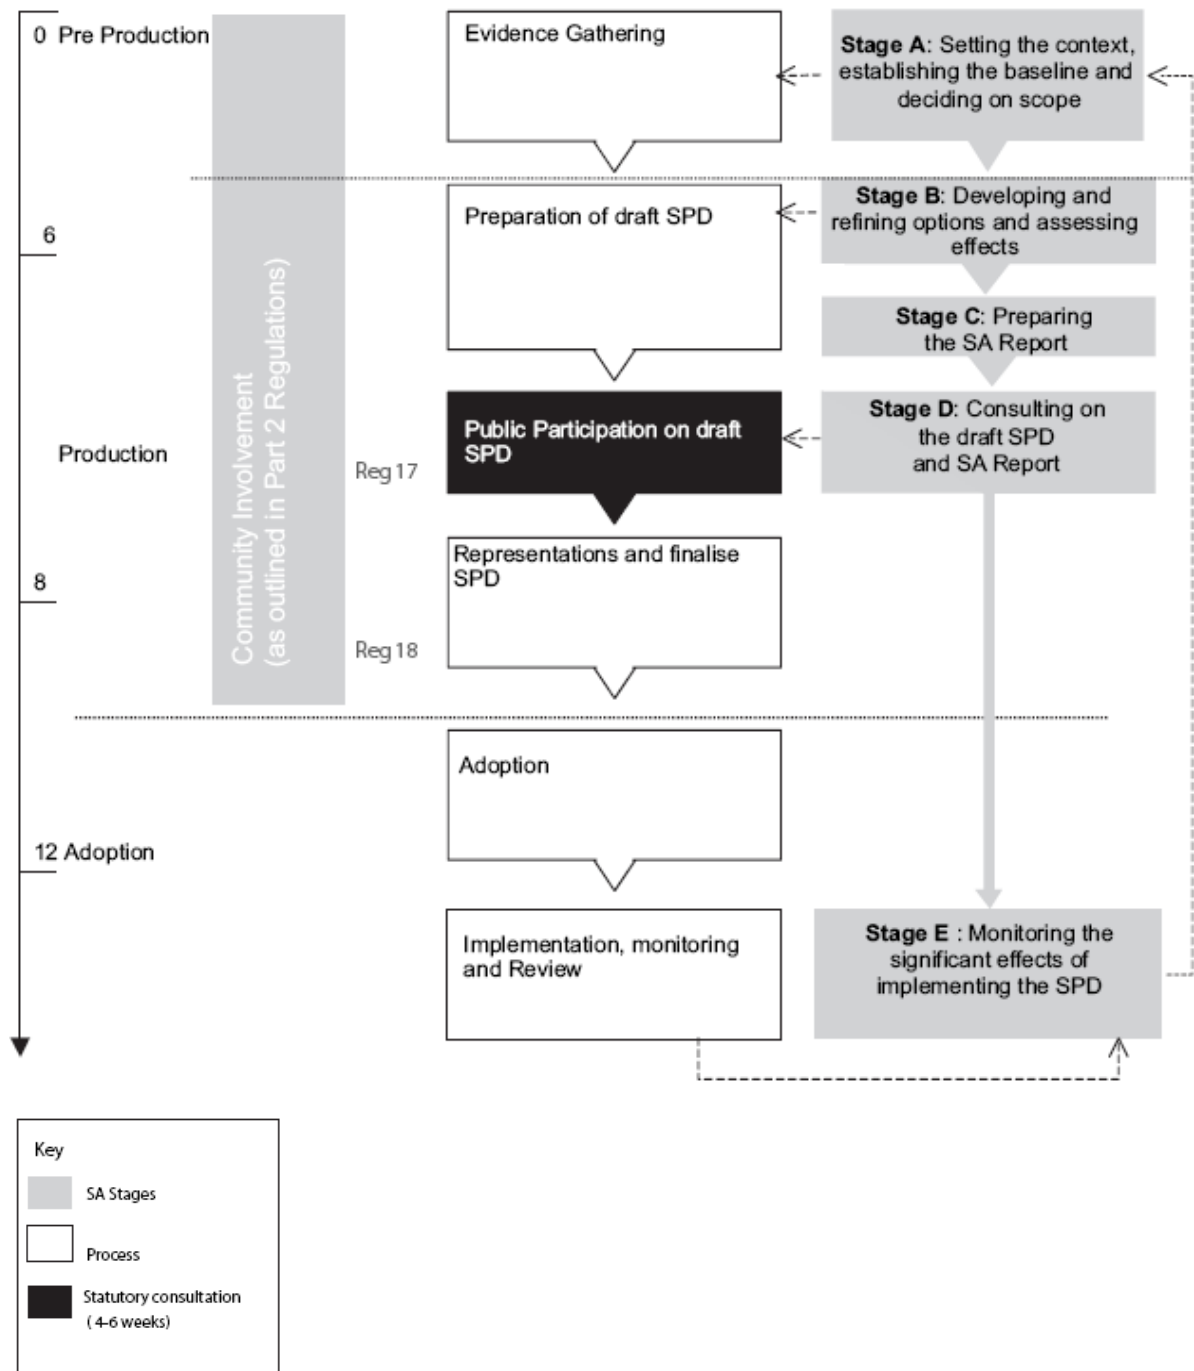 0 Pre Production
Evidence Gathering
Stage A: Setting the context,
establishing the baseline and
deciding on scope
6
Preparation of draft SPD
Stage B: Developing and
refining options and assessing
effects
Stage C: Preparing
the SA Report
Community Involvement
(as outlined in Part 2 Regulations)
Production
Reg 17
Public Participation on draft
SPD
Stage D: Consulting on
the draft SPD
and SA Report
8
Reg 18
Representations and finalise
SPD
Adoption
12 Adoption
Implementation, monitoring
and Review
Stage E : Monitoring the
significant effects of
implementing the SPD
Key
SA Stages
Process
Statutory consultation
( 4-6 weeks)